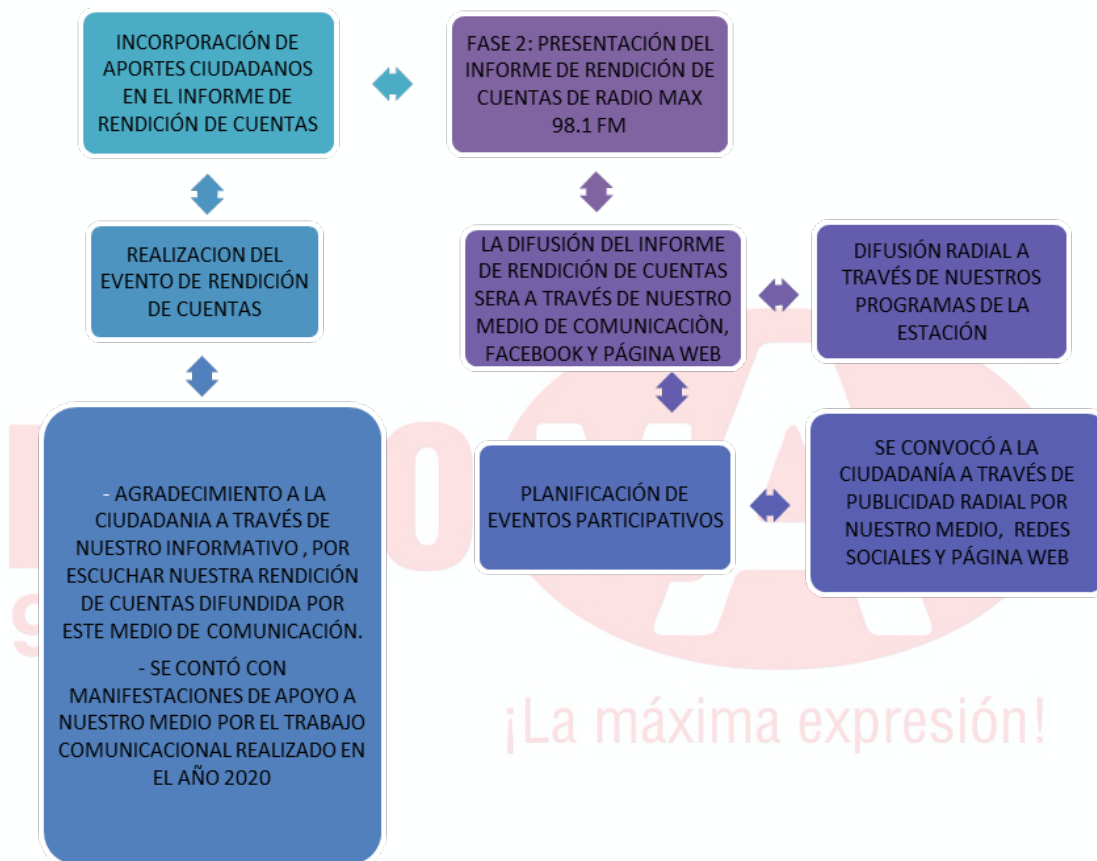 INCORPORACIÓN DE
APORTES CIUDADANOS
EN EL INFORME DE
RENDICIÓN DE CUENTAS
FASE 2: PRESENTACIÓN DEL
INFORME DE RENDICIÓN DE
CUENTAS DE RADIO MAX
98.1 FM
REALIZACION DEL
EVENTO DE RENDICIÓN
DE CUENTAS
LA DIFUSIÓN DEL INFORME
DE RENDICIÓN DE CUENTAS
SERA A TRAVÉS DE NUESTRO
MEDIO DE COMUNICACIÒN,
FACEBOOK Y PÁGINA WEB
DIFUSIÓN RADIAL A
TRAVÉS DE NUESTROS
PROGRAMAS DE LA
ESTACIÓN
- AGRADECIMIENTO A LA
CIUDADANIA A TRAVÉS DE
NUESTRO INFORMATIVO , POR
ESCUCHAR NUESTRA RENDICIÓN
DE CUENTAS DIFUNDIDA POR
ESTE MEDIO DE COMUNICACIÓN.
- SE CONTÓ CON
MANIFESTACIONES DE APOYO A
NUESTRO MEDIO POR EL TRABAJO
COMUNICACIONAL REALIZADO EN
EL AÑO 2020
PLANIFICACIÓN DE
EVENTOS PARTICIPATIVOS
SE CONVOCÓ A LA
CIUDADANÍA A TRAVÉS DE
PUBLICIDAD RADIAL POR
NUESTRO MEDIO, REDES
SOCIALES Y PÁGINA WEB
¡La máxima expresión!